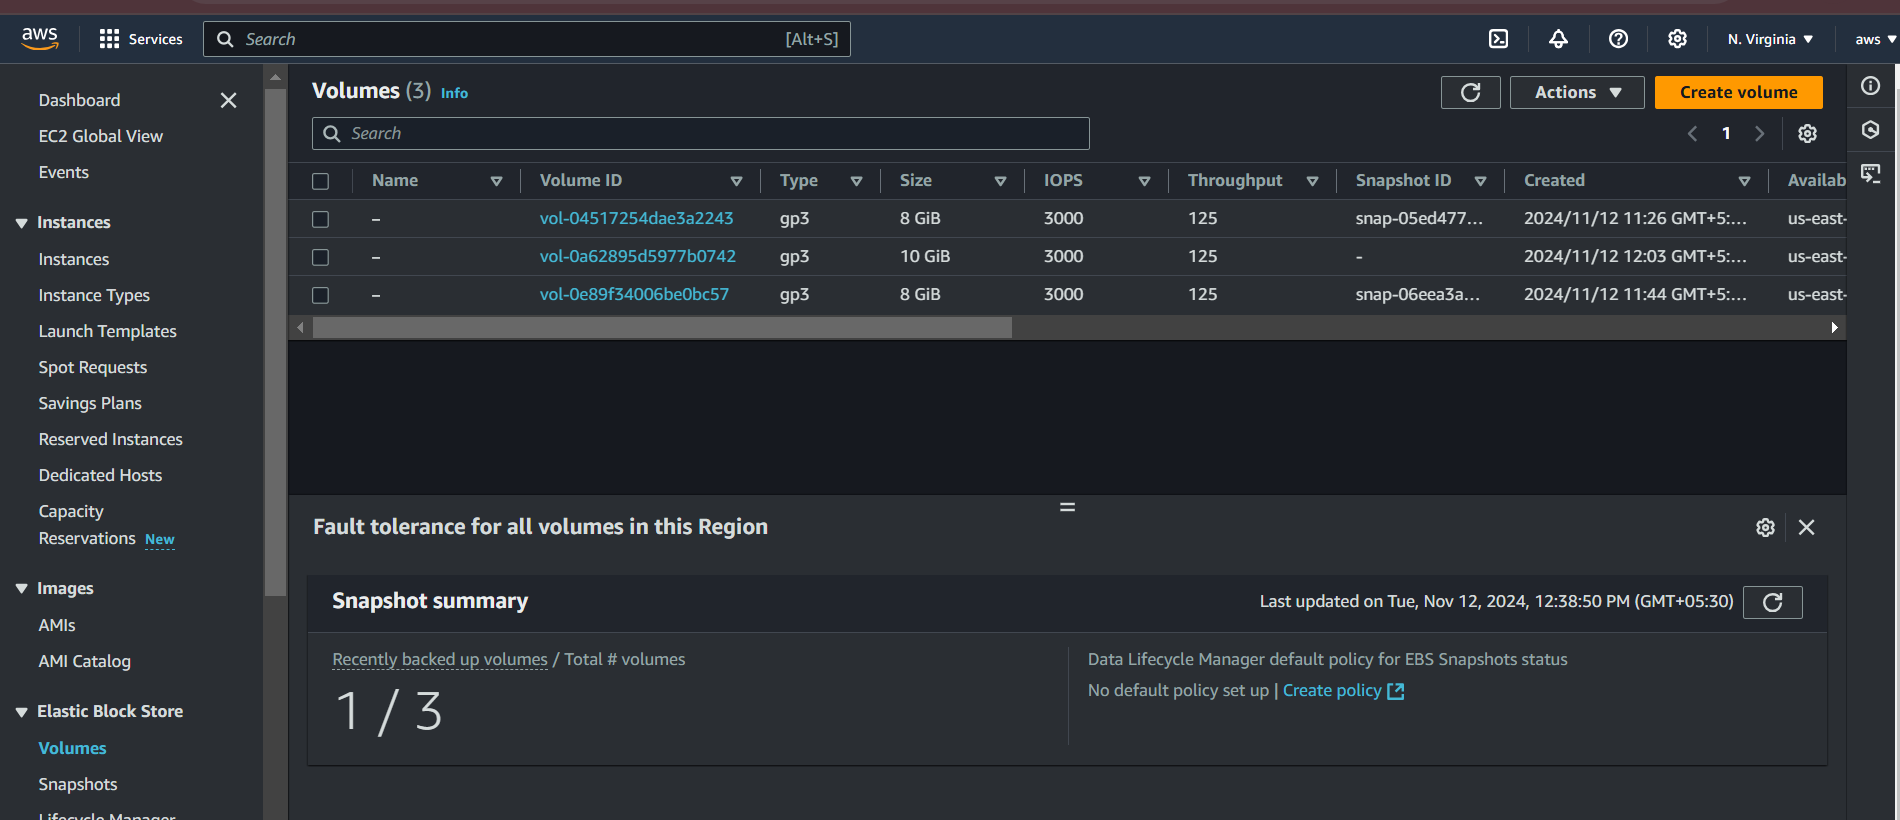 aws
Services
Search [Alt+S]
N. Virginia
aws
Dashboard
EC2 Global View
Events
Instances
Instances
Instance Types
Launch Templates
Spot Requests
Savings Plans
Reserved Instances
Dedicated Hosts
Capacity
Reservations New
Images
AMIs
AMI Catalog
Elastic Block Store
Volumes
Snapshots
Lifecycle Manager
Volumes (3) Info
Actions
Create volume
Search
1
Name Volume ID Type Size IOPS Throughput Snapshot ID Created Availab
– vol-04517254dae3a2243 gp3 8 GiB 3000 125 snap-05ed477... 2024/11/12 11:26 GMT+5:... us-east-
– vol-0a62895d5977b0742 gp3 10 GiB 3000 125 - 2024/11/12 12:03 GMT+5:... us-east-
– vol-0e89f34006be0bc57 gp3 8 GiB 3000 125 snap-06eea3a... 2024/11/12 11:44 GMT+5:... us-east-
Fault tolerance for all volumes in this Region
Snapshot summary
Last updated on Tue, Nov 12, 2024, 12:38:50 PM (GMT+05:30)
Recently backed up volumes / Total # volumes
1 / 3
Data Lifecycle Manager default policy for EBS Snapshots status
No default policy set up | Create policy